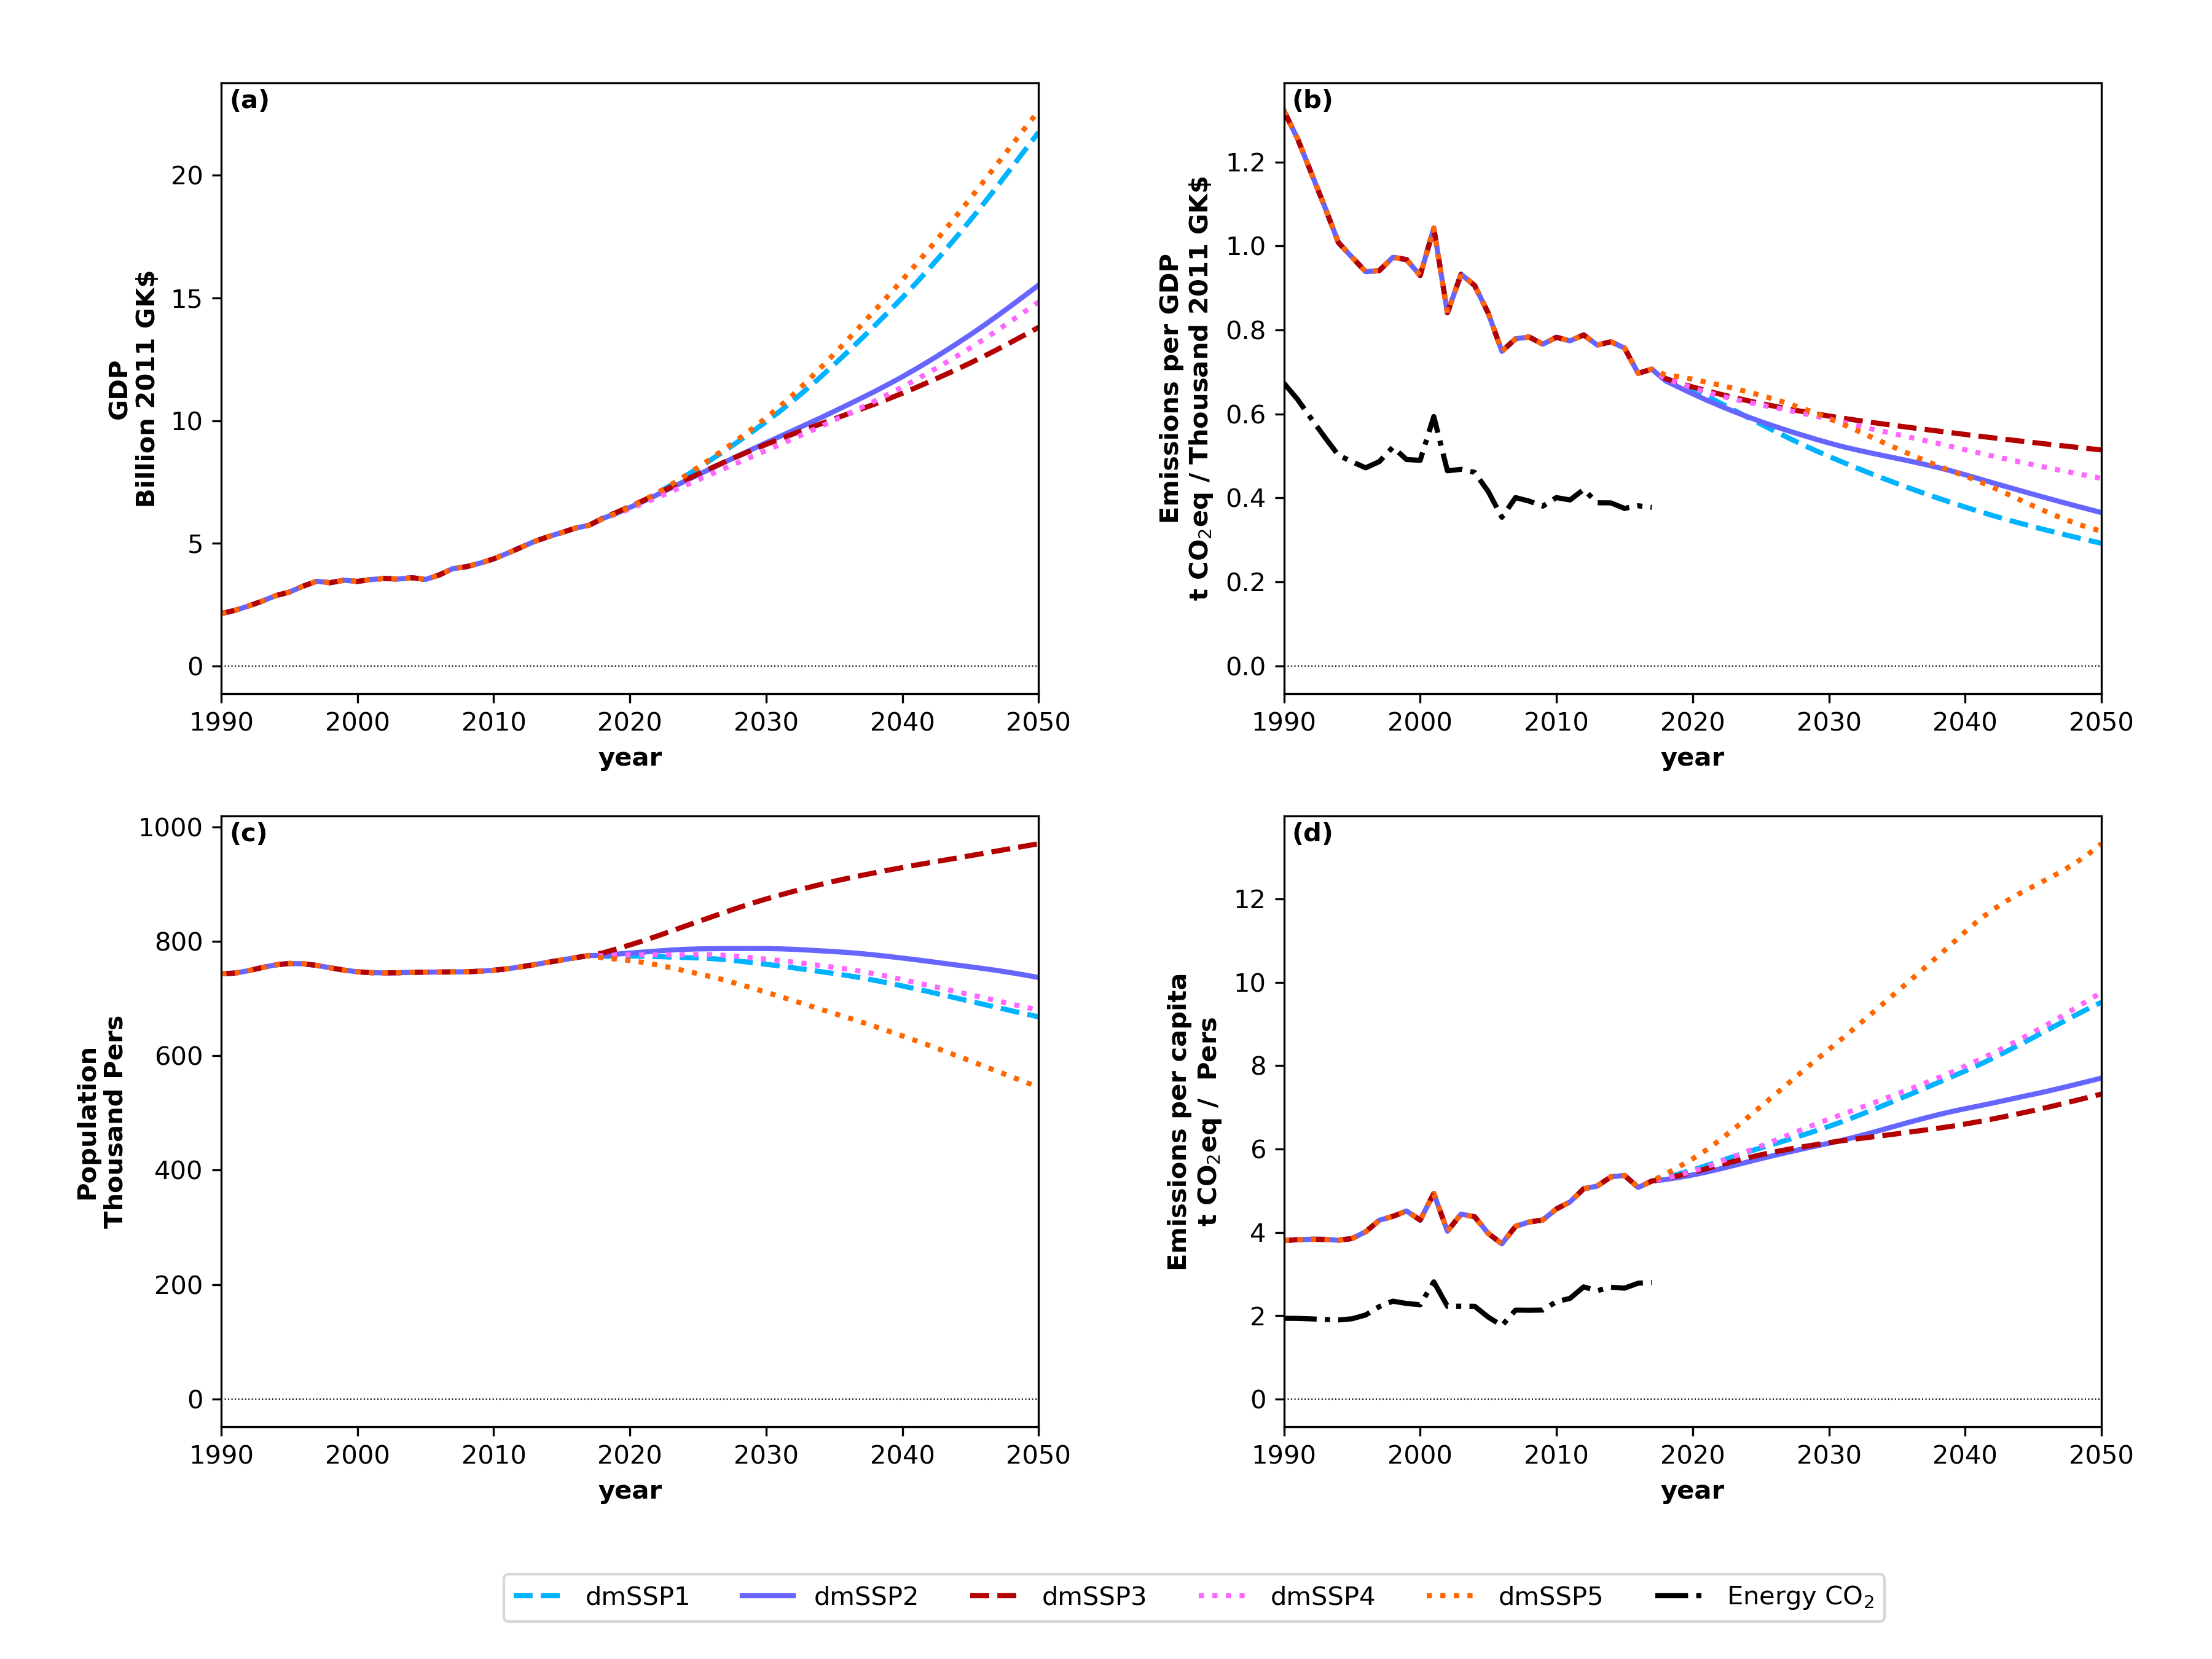 (a)
GDP
Billion 2011 GK$
20
15
10
5
0
1990 2000 2010 2020 2030 2040 2050
year
(b)
Emissions per GDP
t CO₂eq / Thousand 2011 GK$
1.2
1.0
0.8
0.6
0.4
0.2
0.0
1990 2000 2010 2020 2030 2040 2050
year
(c)
Population
Thousand Pers
1000
800
600
400
200
0
1990 2000 2010 2020 2030 2040 2050
year
(d)
Emissions per capita
t CO₂eq / Pers
12
10
8
6
4
2
0
1990 2000 2010 2020 2030 2040 2050
year
dmSSP1 dmSSP2 dmSSP3 dmSSP4 dmSSP5 Energy CO₂